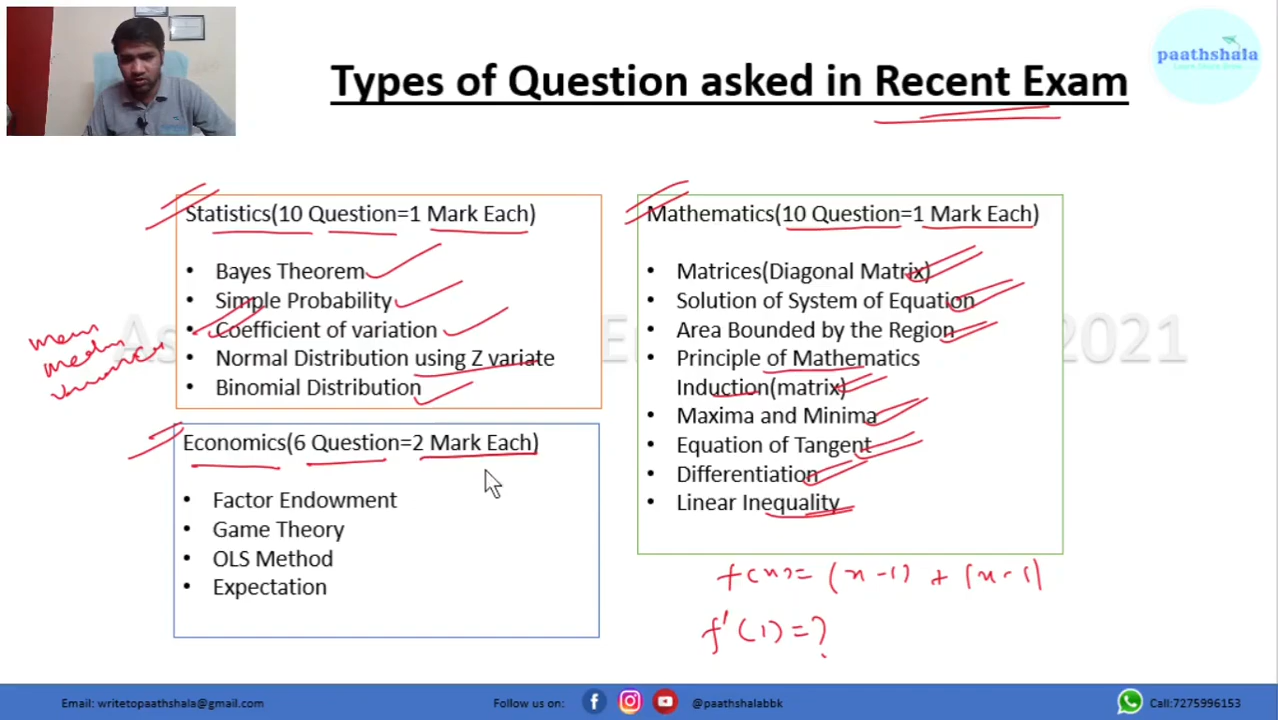 Types of Question asked in Recent Exam
paathshala
Statistics(10 Question=1 Mark Each)
• Bayes Theorem
• Simple Probability
• Coefficient of variation
• Normal Distribution using Z variate
• Binomial Distribution
Economics(6 Question=2 Mark Each)
• Factor Endowment
• Game Theory
• OLS Method
• Expectation
Mathematics(10 Question=1 Mark Each)
• Matrices(Diagonal Matrix)
• Solution of System of Equation
• Area Bounded by the Region
• Principle of Mathematics
Induction(matrix)
• Maxima and Minima
• Equation of Tangent
• Differentiation
• Linear Inequality
2021
f(x)= (x-1) + |x-1|
f'(1)=?
Email: writetopaathshala@gmail.com
Follow us on:
@paathshalabbk
Call:7275996153